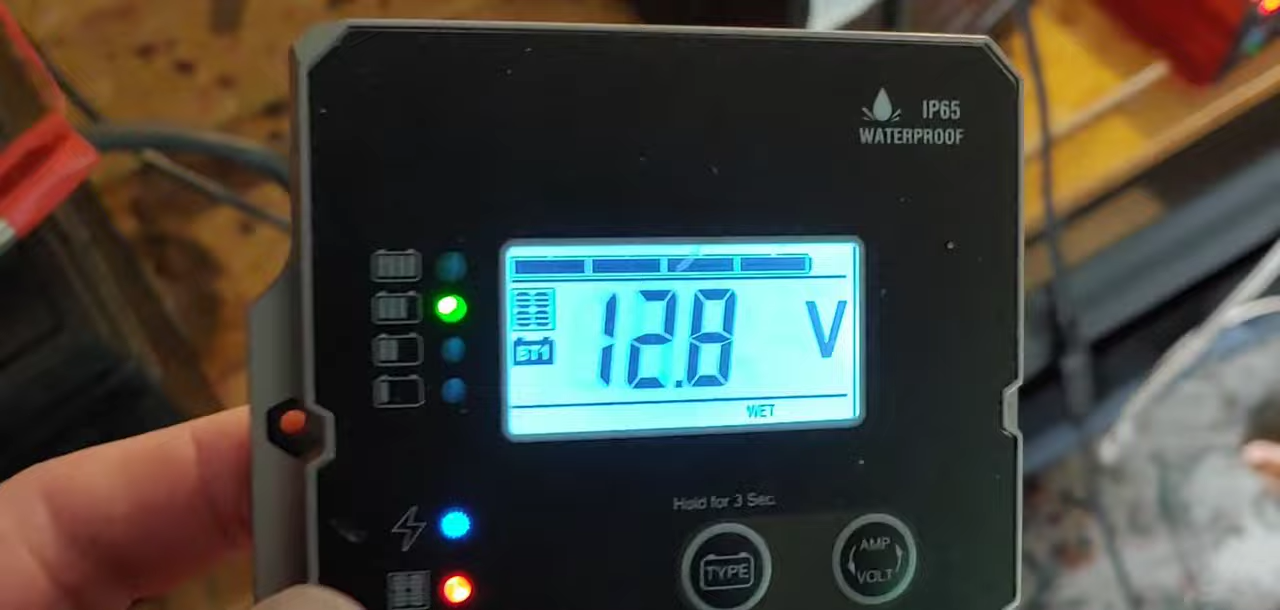 IP65
WATERPROOF
BT1
12.8 V
WET
Hold for 3 Sec.
TYPE
AMP
VOLT